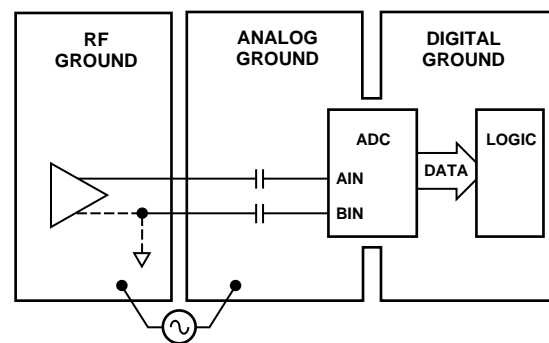 RF
GROUND
ANALOG
GROUND
DIGITAL
GROUND
ADC
LOGIC
AIN
DATA
BIN